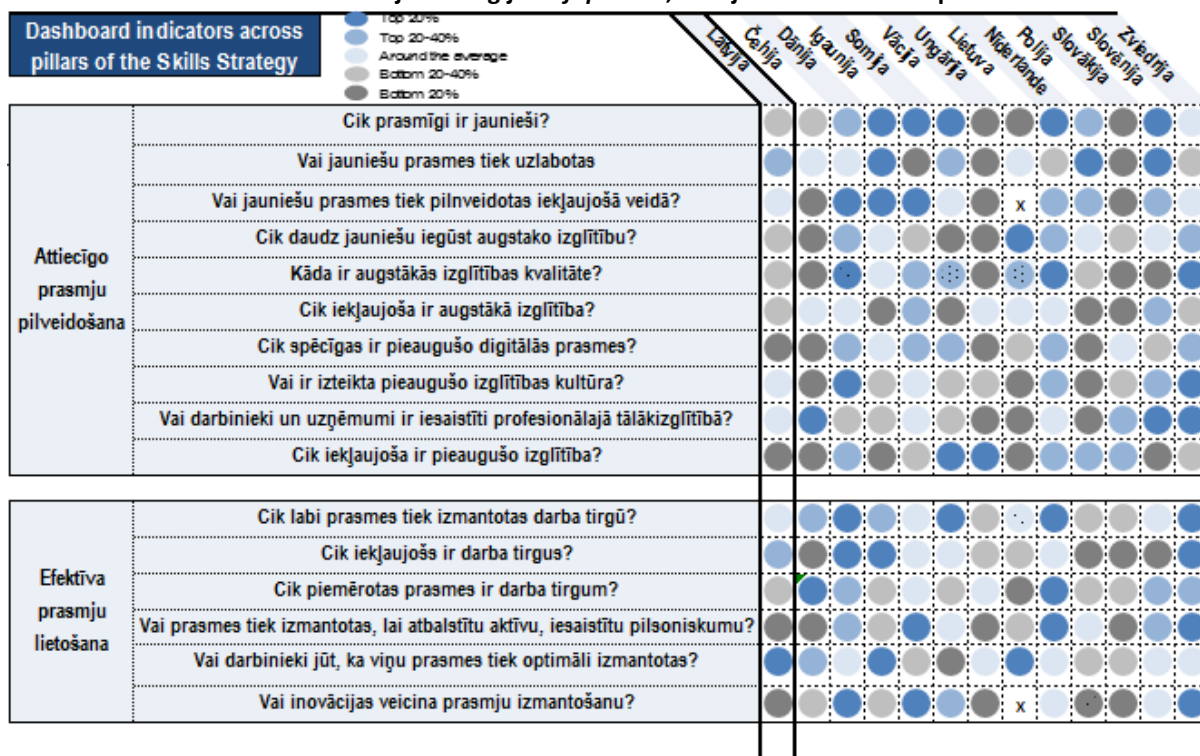 Dashboard indicators across
pillars of the Skills Strategy
Top 20%
Top 20-40%
Around the average
Bottom 20-40%
Bottom 20%
Latvija
Čehija
Dānija
Igaunija
Somija
Vācija
Ungārija
Lietuva
Nīderlande
Polija
Slovākija
Slovēnija
Zviedrija
Attiecīgo
prasmju
pilveidošana
Cik prasmīgi ir jaunieši?
Vai jauniešu prasmes tiek uzlabotas
Vai jauniešu prasmes tiek pilnveidotas iekļaujošā veidā?
x
Cik daudz jauniešu iegūst augstako izglītību?
Kāda ir augstākās izglītības kvalitāte?
Cik iekļaujoša ir augstākā izglītība?
Cik spēcīgas ir pieaugušo digitālās prasmes?
Vai ir izteikta pieaugušo izglītības kultūra?
Vai darbinieki un uzņēmumi ir iesaistīti profesionālajā tālākizglītībā?
Cik iekļaujoša ir pieaugušo izglītība?
Efektīva
prasmju
lietošana
Cik labi prasmes tiek izmantotas darba tirgū?
Cik iekļaujošs ir darba tirgus?
Cik piemērotas prasmes ir darba tirgum?
Vai prasmes tiek izmantotas, lai atbalstītu aktīvu, iesaistītu pilsoniskumu?
Vai darbinieki jūt, ka viņu prasmes tiek optimāli izmantotas?
Vai inovācijas veicina prasmju izmantošanu?
x